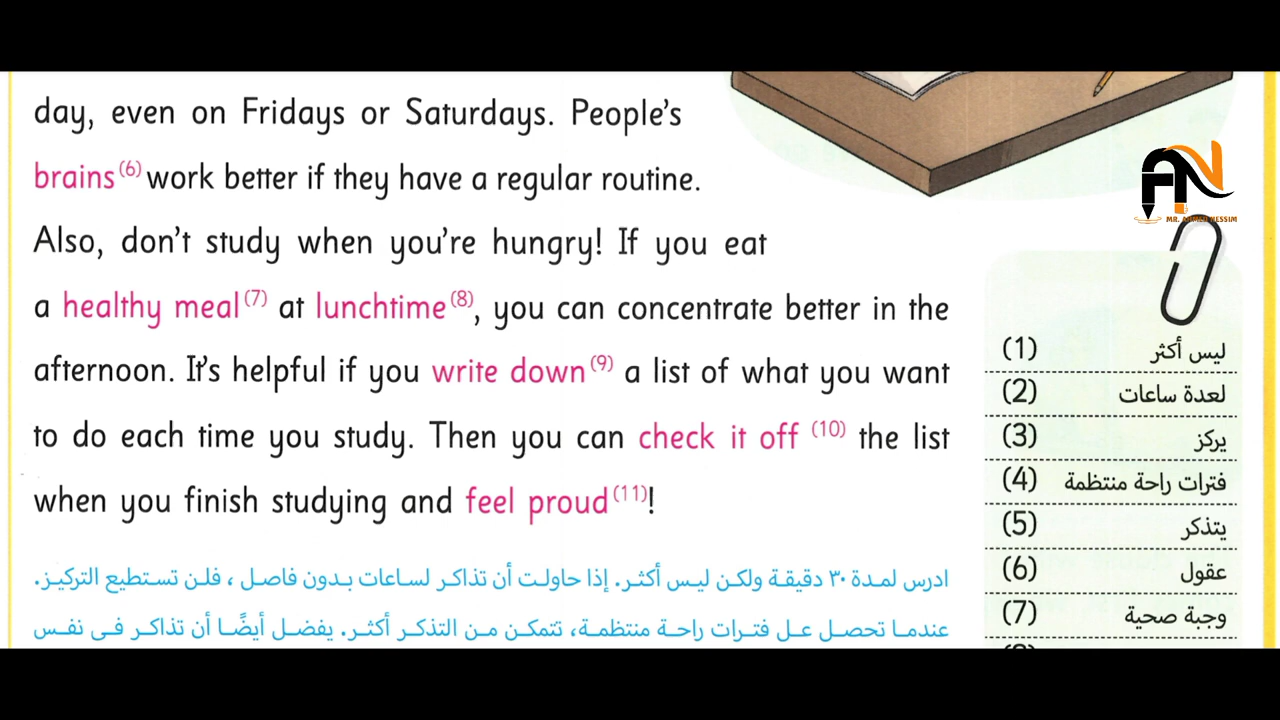 day, even on Fridays or Saturdays. People's
brains(6) work better if they have a regular routine.
Also, don't study when you're hungry! If you eat
a healthy meal(7) at lunchtime(8), you can concentrate better in the
afternoon. It's helpful if you write down(9) a list of what you want
to do each time you study. Then you can check it off (10) the list
when you finish studying and feel proud(11)!
ادرس لمدة ٣٠ دقيقة ولكن ليس أكثر. إذا حاولت أن تذاكر لساعات بدون فاصل، فلن تستطيع التركيز.
عندما تحصل عل فترات راحة منتظمة، تتمكن من التذكر أكثر. يفضل أيضًا أن تذاكر فى نفس
AN
MR. AHMED NESSIM
(1) ليس أكثر
(2) لعدة ساعات
(3) يركز
(4) فترات راحة منتظمة
(5) يتذكر
(6) عقول
(7) وجبة صحية